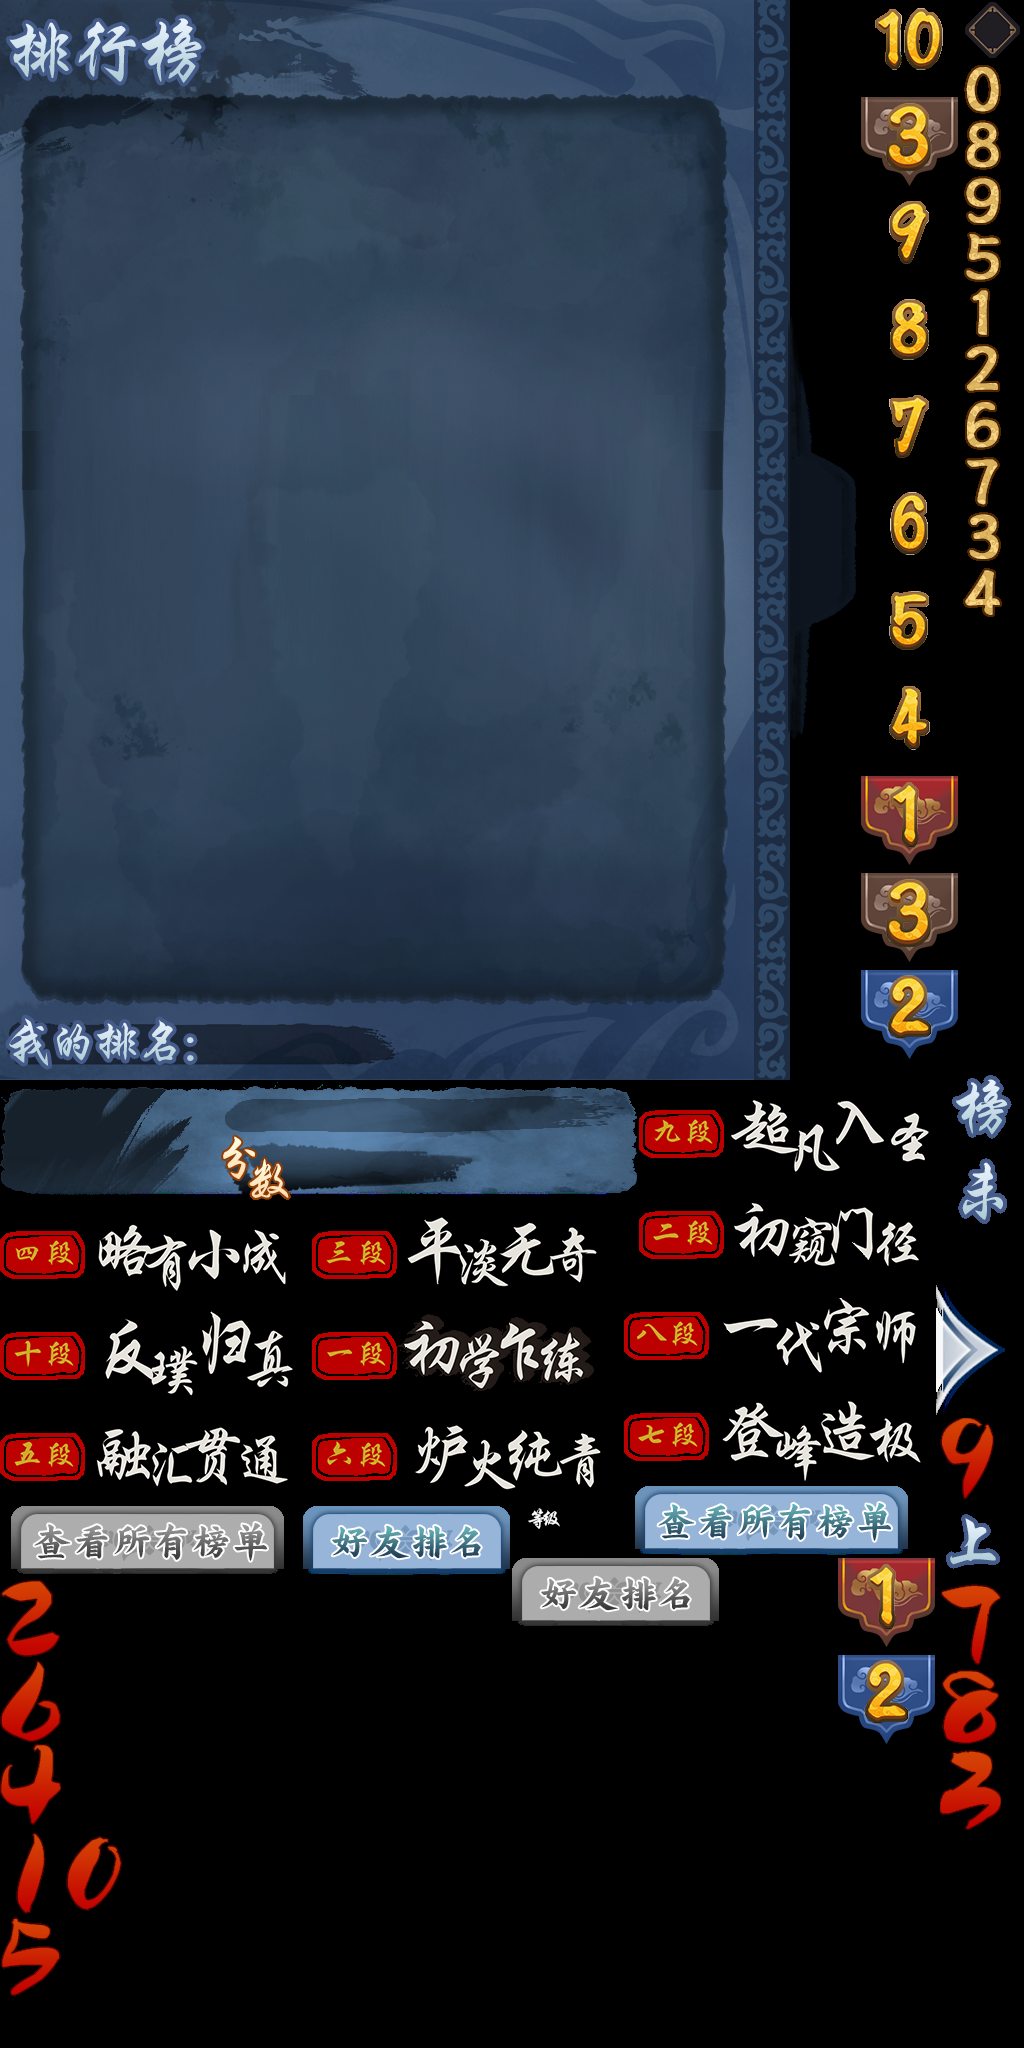 排行榜
10
3
9
8
7
6
5
4
1
3
2
0
8
9
5
1
2
6
7
3
4
我的排名：
分数
九段 超凡入圣
榜
未
四段 略有小成
三段 平淡无奇
二段 初窥门径
十段 反璞归真
一段 初学乍练
八段 一代宗师
五段 融汇贯通
六段 炉火纯青
七段 登峰造极
查看所有榜单
好友排名
等级
查看所有榜单
好友排名
9
上
7
8
3
1
2
2
6
4
1
10
5